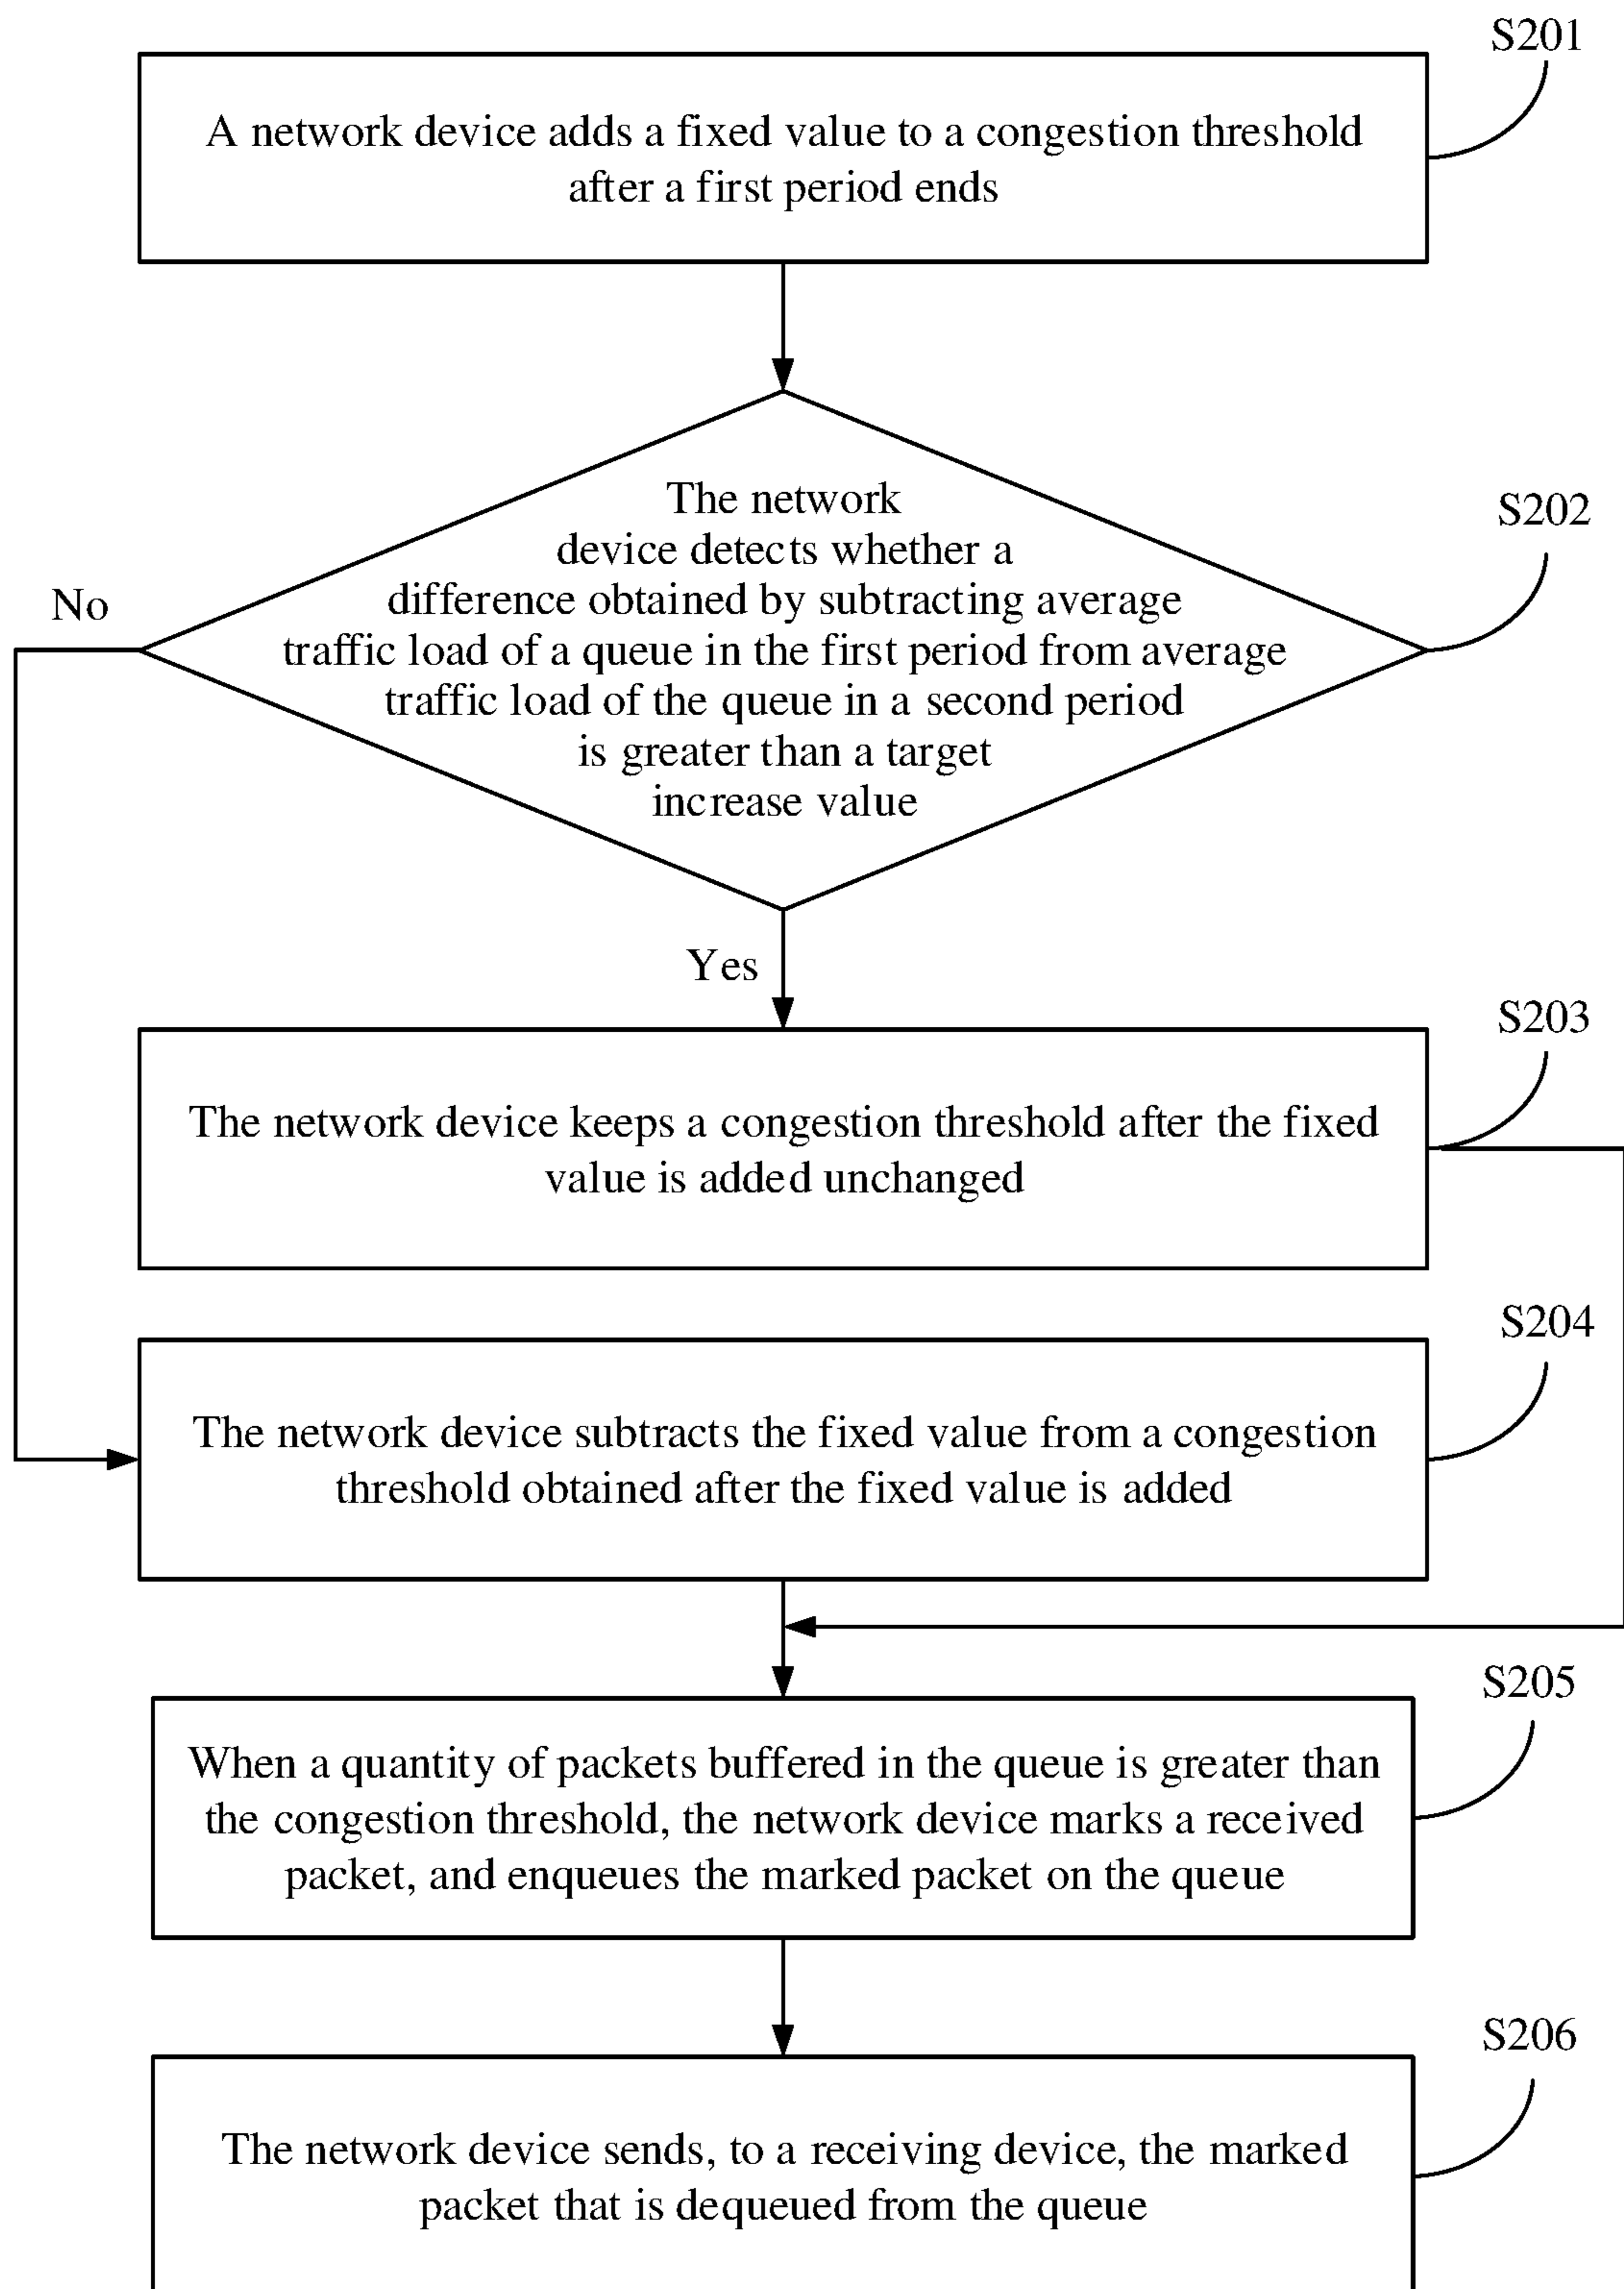 S201
A network device adds a fixed value to a congestion threshold
after a first period ends
S202
The network
device detects whether a
difference obtained by subtracting average
traffic load of a queue in the first period from average
traffic load of the queue in a second period
is greater than a target
increase value
No
Yes
S203
The network device keeps a congestion threshold after the fixed
value is added unchanged
S204
The network device subtracts the fixed value from a congestion
threshold obtained after the fixed value is added
S205
When a quantity of packets buffered in the queue is greater than
the congestion threshold, the network device marks a received
packet, and enqueues the marked packet on the queue
S206
The network device sends, to a receiving device, the marked
packet that is dequeued from the queue